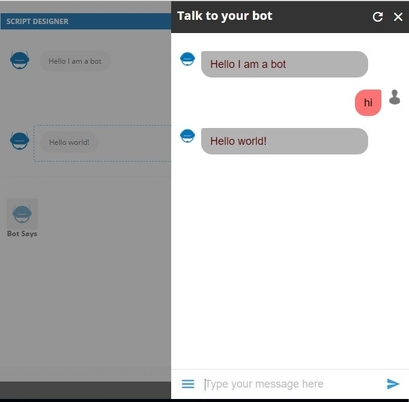 SCRIPT DESIGNER
Hello I am a bot
Hello world!
Bot Says
Talk to your bot
Hello I am a bot
hi
Hello world!
Type your message here